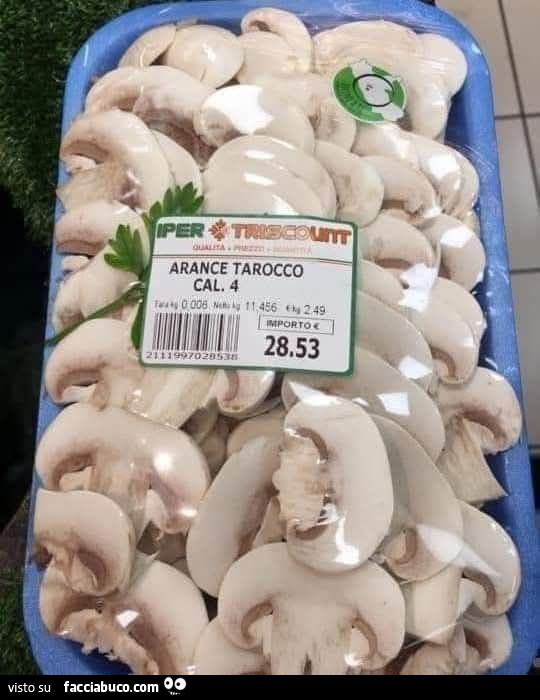 IPER TRISCOUNT
QUALITÀ + PREZZO + QUANTITÀ
ARANCE TAROCCO
CAL. 4
Tara kg 0.006 Netto kg 11.456 €kg 2.49
IMPORTO €
28.53
2111997028538
visto su facciabuco.com